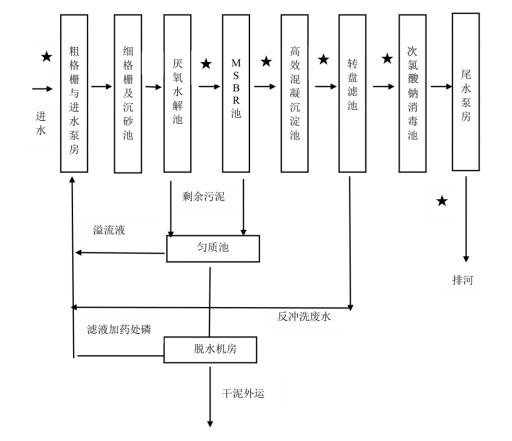 进水
粗格栅与进水泵房
细格栅及沉砂池
厌氧水解池
MSBR池
高效混凝沉淀池
转盘滤池
次氯酸钠消毒池
尾水泵房
剩余污泥
溢流液
匀质池
排河
反冲洗废水
滤液加药处磷
脱水机房
干泥外运